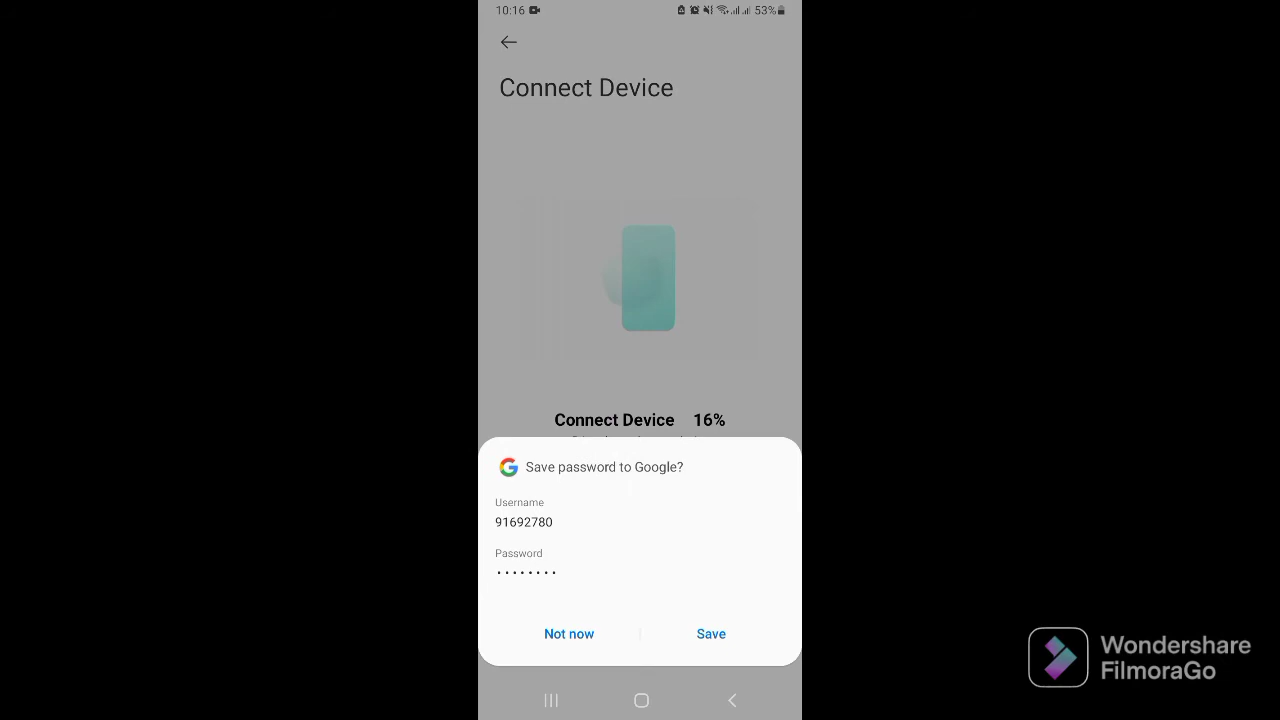 10:16 53%
Connect Device
Connect Device 16%
Save password to Google?
Username
91692780
Password
••••••••
Not now Save
Wondershare
FilmoraGo